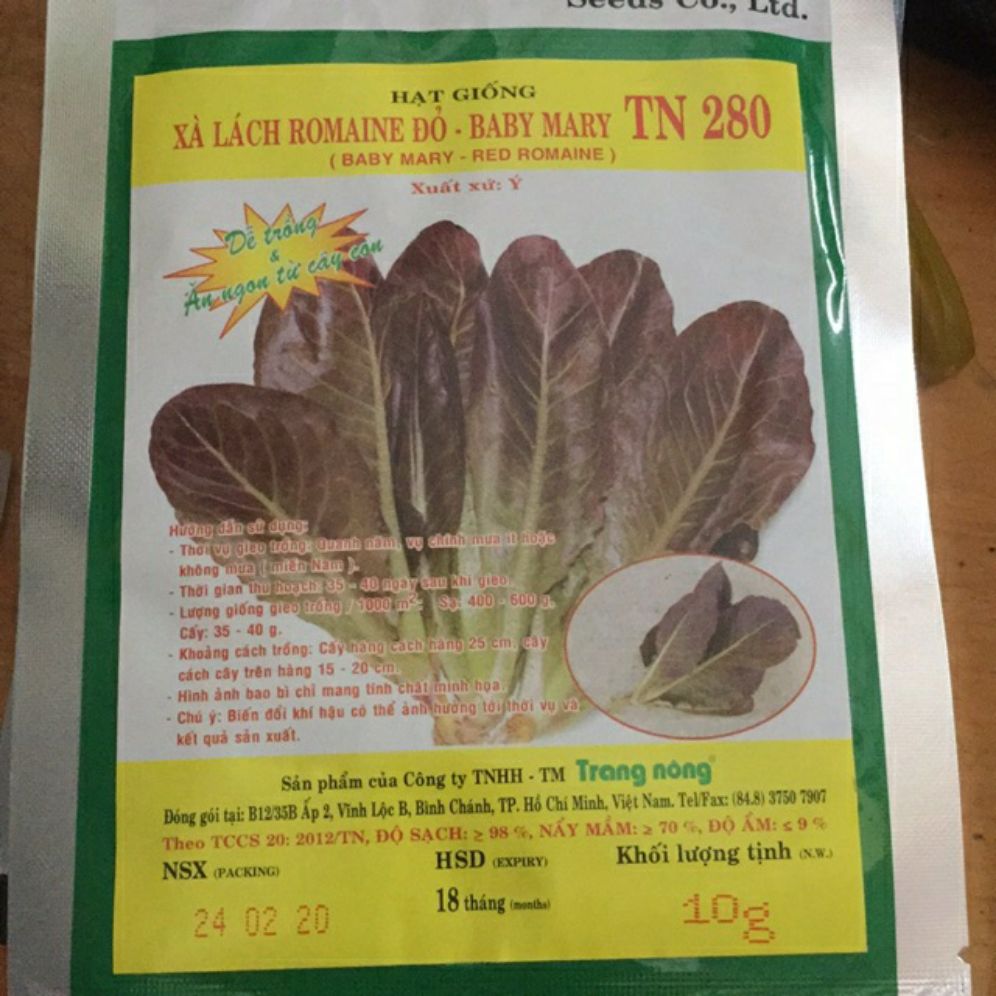 Seeds Co., Ltd.
HẠT GIỐNG
XÀ LÁCH ROMAINE ĐỎ - BABY MARY TN 280
( BABY MARY - RED ROMAINE )
Xuất xứ: Ý
Dễ trồng
&
Ăn ngon từ cây con
Hướng dẫn sử dụng:
- Thời vụ gieo trồng: Quanh năm, vụ chính mưa ít hoặc
không mưa ( miền Nam ).
- Thời gian thu hoạch: 35 - 40 ngày sau khi gieo.
- Lượng giống gieo trồng / 1000 m²: Sạ: 400 - 600 g,
Cấy: 35 - 40 g.
- Khoảng cách trồng: Cấy hàng cách hàng 25 cm, cây
cách cây trên hàng 15 - 20 cm.
- Hình ảnh bao bì chỉ mang tính chất minh họa.
- Chú ý: Biến đổi khí hậu có thể ảnh hưởng tới thời vụ và
kết quả sản xuất.
Sản phẩm của Công ty TNHH - TM Trang nông
Đóng gói tại: B12/35B Ấp 2, Vĩnh Lộc B, Bình Chánh, TP. Hồ Chí Minh, Việt Nam. Tel/Fax: (84.8) 3750 7907
Theo TCCS 20: 2012/TN, ĐỘ SẠCH: ≥ 98 %, NẨY MẦM: ≥ 70 %, ĐỘ ẨM: ≤ 9 %
NSX (PACKING) HSD (EXPIRY) Khối lượng tịnh (N.W.)
24 02 20 18 tháng (months) 10g